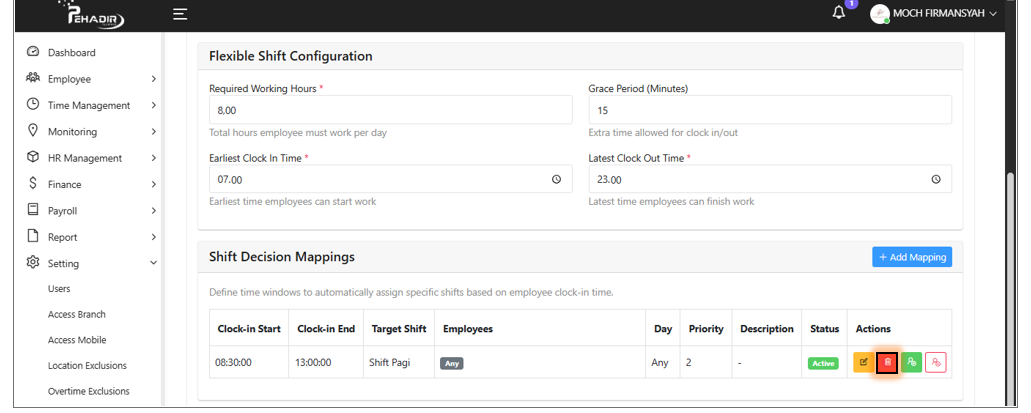 PEHADIR
1
MOCH FIRMANSYAH
Dashboard
Employee
Time Management
Monitoring
HR Management
Finance
Payroll
Report
Setting
Users
Access Branch
Access Mobile
Location Exclusions
Overtime Exclusions
Flexible Shift Configuration
Required Working Hours * Grace Period (Minutes)
8,00 15
Total hours employee must work per day Extra time allowed for clock in/out
Earliest Clock In Time * Latest Clock Out Time *
07.00 23.00
Earliest time employees can start work Latest time employees can finish work
Shift Decision Mappings + Add Mapping
Define time windows to automatically assign specific shifts based on employee clock-in time.
Clock-in Start Clock-in End Target Shift Employees Day Priority Description Status Actions
08:30:00 13:00:00 Shift Pagi Any Any 2 - Active